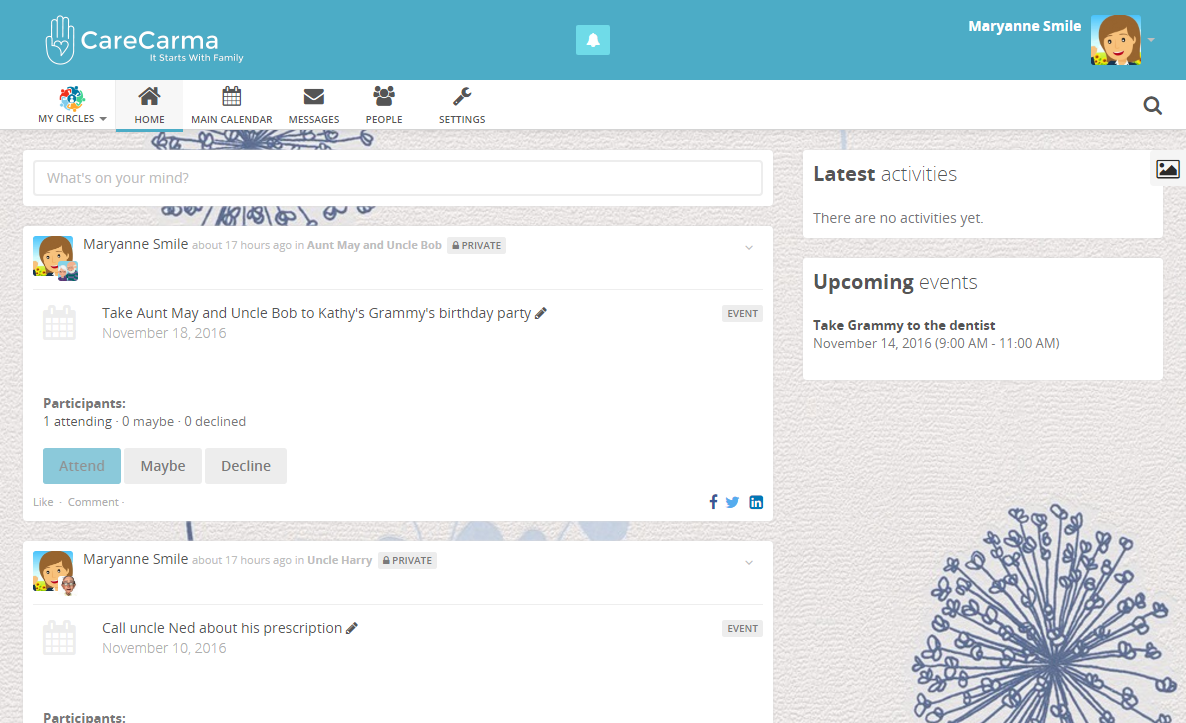 CareCarma
It Starts With Family
Maryanne Smile
MY CIRCLES
HOME
MAIN CALENDAR
MESSAGES
PEOPLE
SETTINGS
What's on your mind?
Maryanne Smile about 17 hours ago in Aunt May and Uncle Bob PRIVATE
Take Aunt May and Uncle Bob to Kathy's Grammy's birthday party
EVENT
November 18, 2016
Participants:
1 attending · 0 maybe · 0 declined
Attend Maybe Decline
Like · Comment ·
Maryanne Smile about 17 hours ago in Uncle Harry PRIVATE
Call uncle Ned about his prescription
EVENT
November 10, 2016
Participants:
Latest activities
There are no activities yet.
Upcoming events
Take Grammy to the dentist
November 14, 2016 (9:00 AM - 11:00 AM)